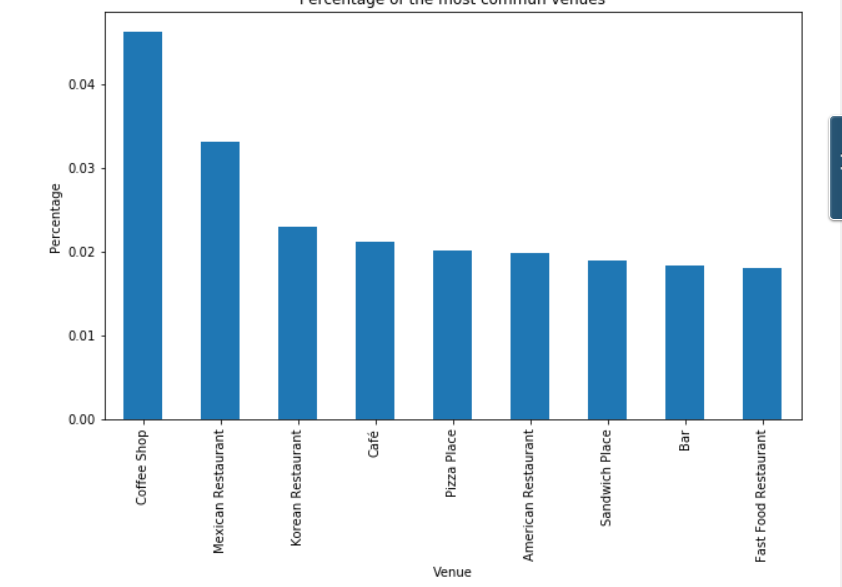 Percentage of the most commun venues
0.04
0.03
0.02
0.01
0.00
Percentage
Coffee Shop
Mexican Restaurant
Korean Restaurant
Café
Pizza Place
American Restaurant
Sandwich Place
Bar
Fast Food Restaurant
Venue